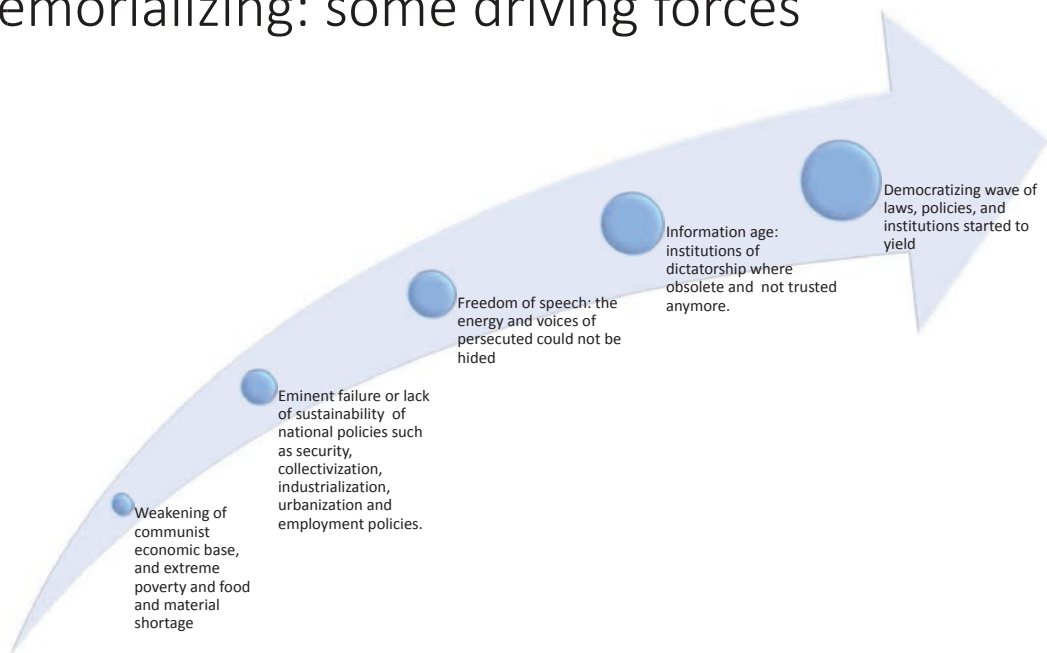 emorializing: some driving forces
Weakening of
communist
economic base,
and extreme
poverty and food
and material
shortage
Eminent failure or lack
of sustainability of
national policies such
as security,
collectivization,
industrialization,
urbanization and
employment policies.
Freedom of speech: the
energy and voices of
persecuted could not be
hided
Information age:
institutions of
dictatorship where
obsolete and not trusted
anymore.
Democratizing wave of
laws, policies, and
institutions started to
yield